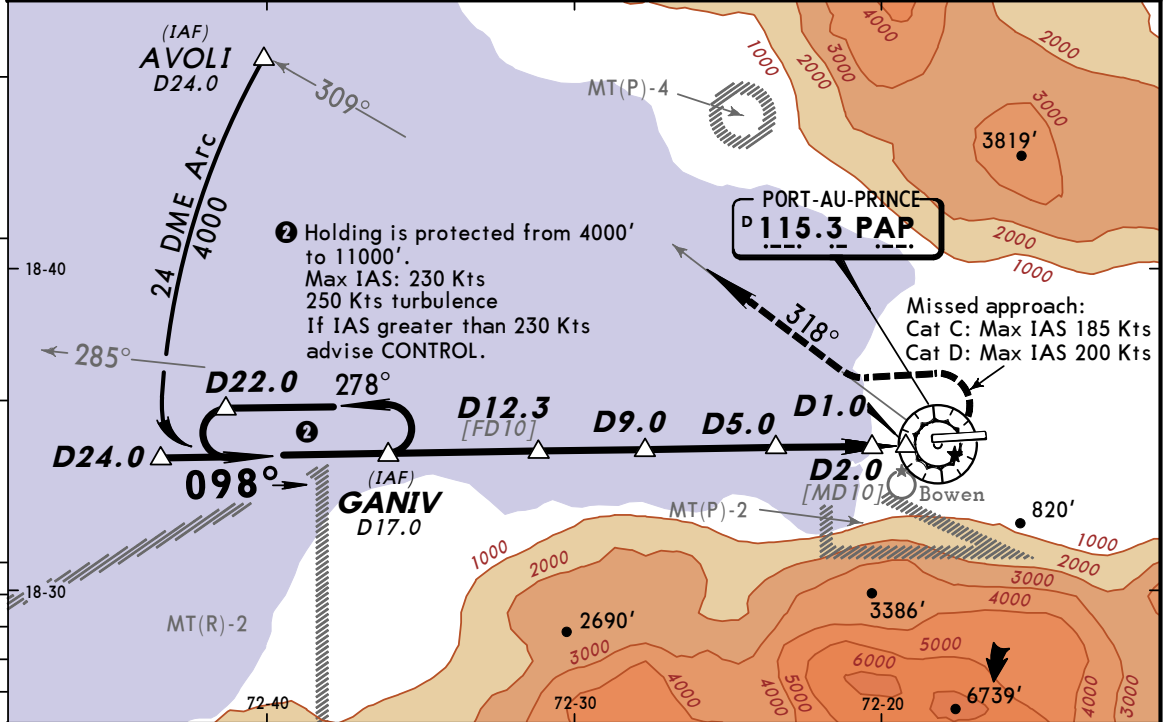 (IAF)
AVOLI
D24.0
309°
24 DME Arc
4000
MT(P)-4
1000
2000
3000
4000
2000
3000
3819'
2000
1000
PORT-AU-PRINCE
D 115.3 PAP
18-40
❷ Holding is protected from 4000'
to 11000'.
Max IAS: 230 Kts
250 Kts turbulence
If IAS greater than 230 Kts
advise CONTROL.
318°
Missed approach:
Cat C: Max IAS 185 Kts
Cat D: Max IAS 200 Kts
285°
D22.0
278°
D12.3
[FD10]
D9.0
D5.0
D1.0
D24.0
❷
098°
(IAF)
GANIV
D17.0
D2.0
[MD10]
Bowen
MT(P)-2
820'
1000
2000
3000
4000
1000
2000
18-30
MT(R)-2
2690'
3000
4000
3386'
5000
6000
4000
5000
6739'
4000
3000
72-40
72-30
72-20